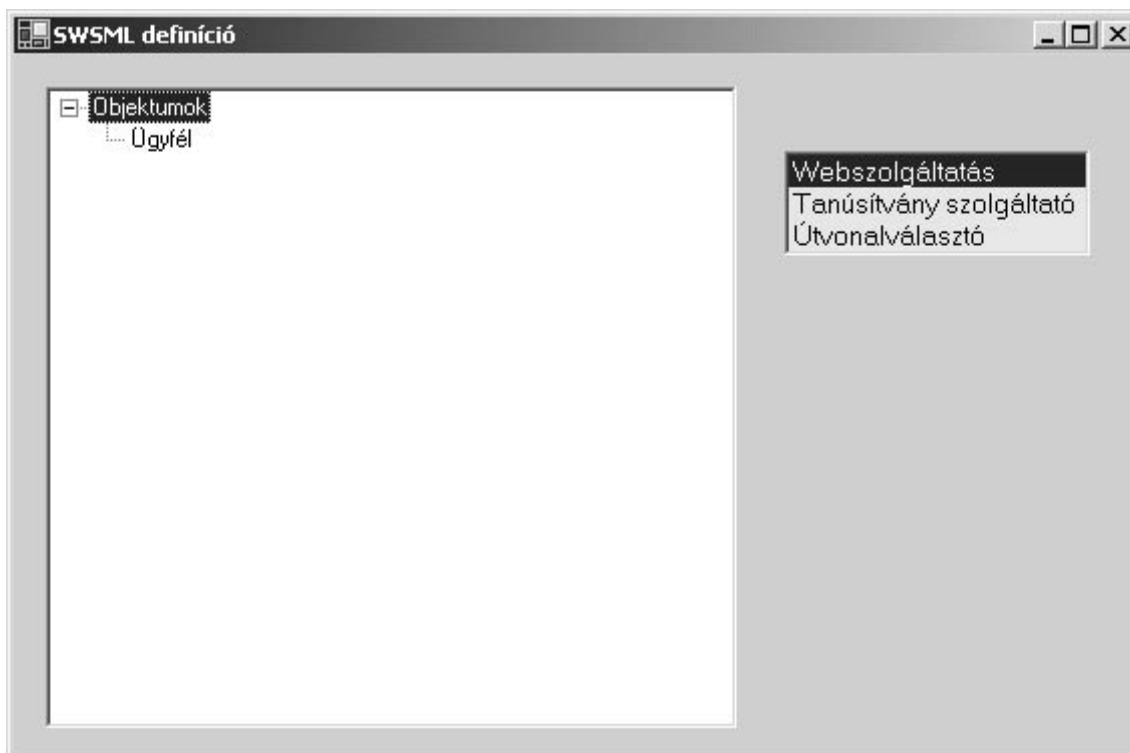 SWSML definíció
Objektumok
Ügyfél
Webszolgáltatás
Tanúsítvány szolgáltató
Útvonalválasztó